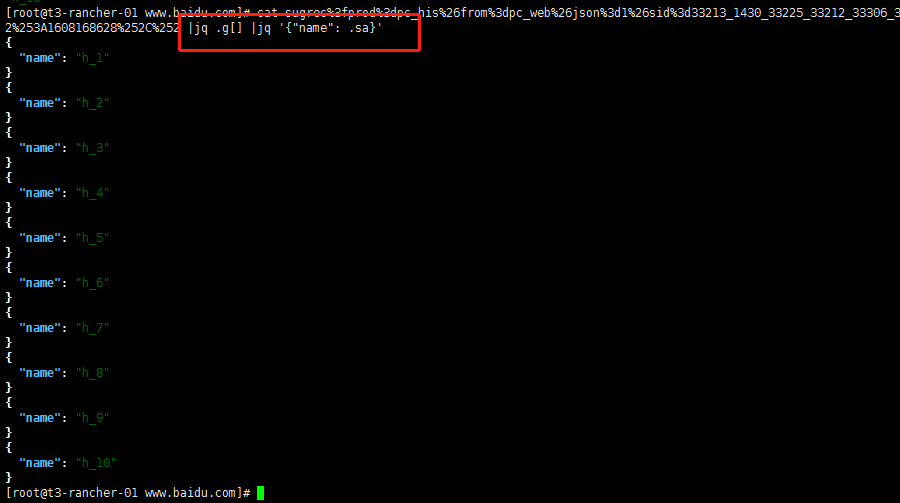 [root@t3-rancher-01 www.baidu.com]# cat sugrec%3fprod%3dpc_his%26from%3dpc_web%26json%3d1%26sid%3d33213_1430_33225_33212_33306_3
2%253A1608168628%252C%252 |jq .g[] |jq '{"name": .sa}'
{
"name": "h_1"
}
{
"name": "h_2"
}
{
"name": "h_3"
}
{
"name": "h_4"
}
{
"name": "h_5"
}
{
"name": "h_6"
}
{
"name": "h_7"
}
{
"name": "h_8"
}
{
"name": "h_9"
}
{
"name": "h_10"
}
[root@t3-rancher-01 www.baidu.com]#